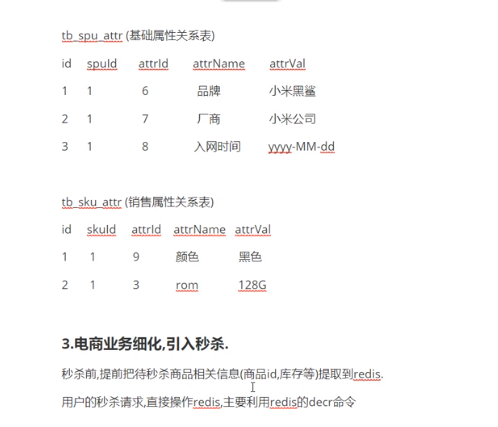 tb_spu_attr (基础属性关系表)
id spuId attrId attrName attrVal
1 1 6 品牌 小米黑鲨
2 1 7 厂商 小米公司
3 1 8 入网时间 yyyy-MM-dd
tb_sku_attr (销售属性关系表)
id skuId attrId attrName attrVal
1 1 9 颜色 黑色
2 1 3 rom 128G
3.电商业务细化,引入秒杀.
秒杀前,提前把待秒杀商品相关信息(商品id,库存等)提取到redis.
用户的秒杀请求,直接操作redis,主要利用redis的decr命令